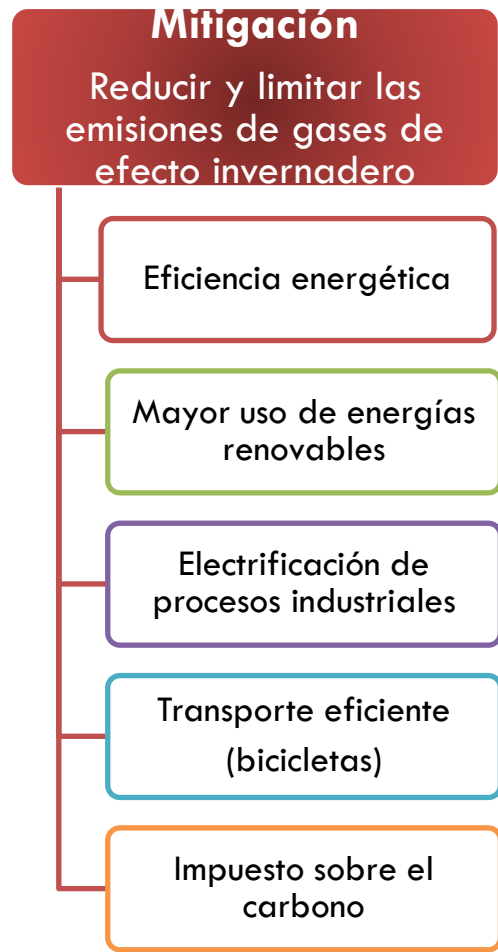 Mitigación
Reducir y limitar las
emisiones de gases de
efecto invernadero
Eficiencia energética
Mayor uso de energías
renovables
Electrificación de
procesos industriales
Transporte eficiente
(bicicletas)
Impuesto sobre el
carbono